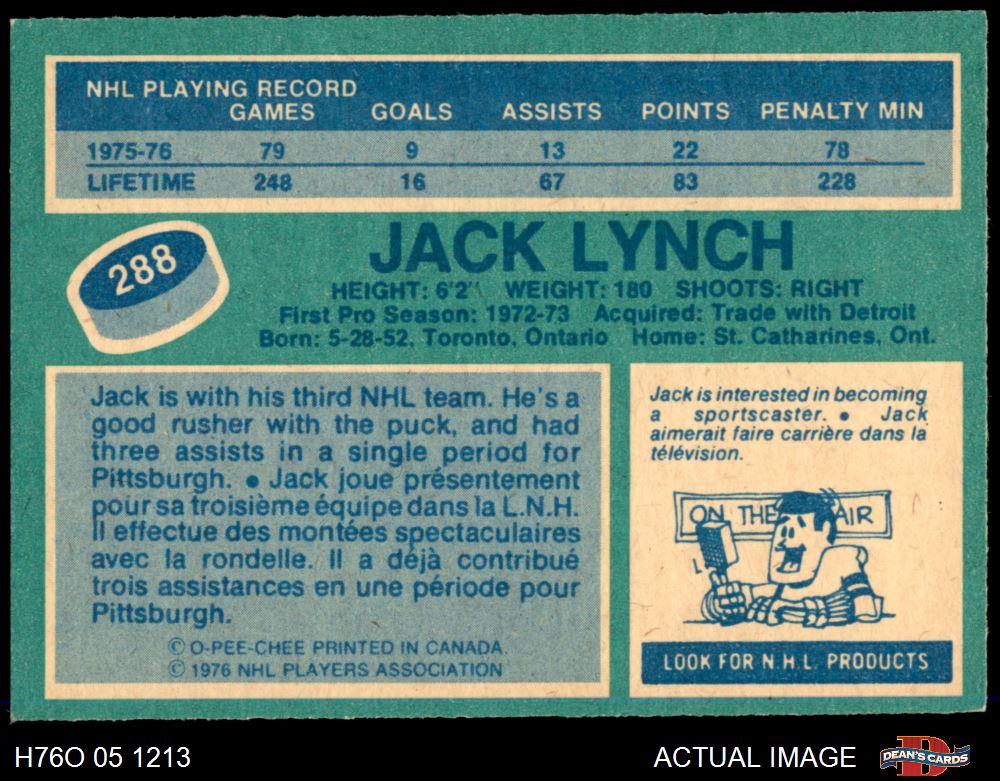 NHL PLAYING RECORD
GAMES GOALS ASSISTS POINTS PENALTY MIN
1975-76 79 9 13 22 78
LIFETIME 248 16 67 83 228
288
JACK LYNCH
HEIGHT: 6'2" WEIGHT: 180 SHOOTS: RIGHT
First Pro Season: 1972-73 Acquired: Trade with Detroit
Born: 5-28-52, Toronto, Ontario Home: St. Catharines, Ont.
Jack is with his third NHL team. He's a
good rusher with the puck, and had
three assists in a single period for
Pittsburgh. ● Jack joue présentement
pour sa troisième équipe dans la L.N.H.
Il effectue des montées spectaculaires
avec la rondelle. Il a déjà contribué
trois assistances en une période pour
Pittsburgh.
© O-PEE-CHEE PRINTED IN CANADA.
© 1976 NHL PLAYERS ASSOCIATION
Jack is interested in becoming
a sportscaster. ● Jack
aimerait faire carrière dans la
télévision.
ON THE AIR
LOOK FOR N.H.L. PRODUCTS
H76O 05 1213
ACTUAL IMAGE
DEAN'S CARDS